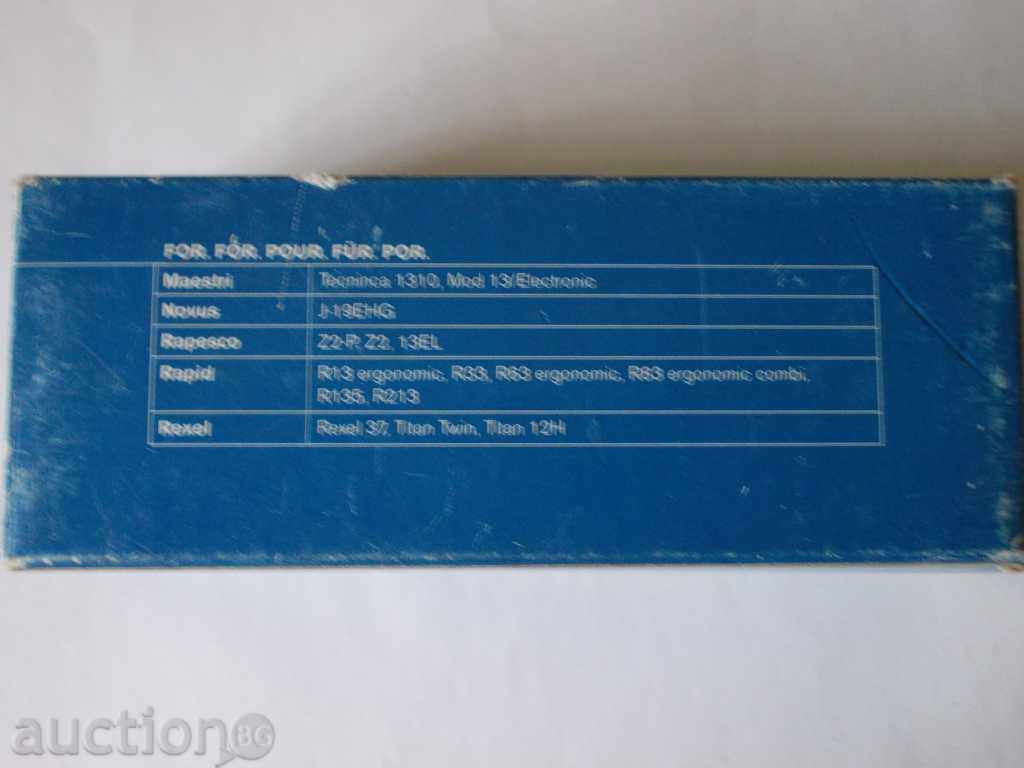 FOR. FÖR. POUR. FÜR. POR.
Maestri Tecninca 1310, Mod 13/Electronic
Novus J-19EHG
Rapesco Z2-P, Z2, 13EL
Rapid R13 ergonomic, R33, R63 ergonomic, R83 ergonomic combi,
R135, R213
Rexel Rexel 37, Titan Twin, Titan 12H
auction BG